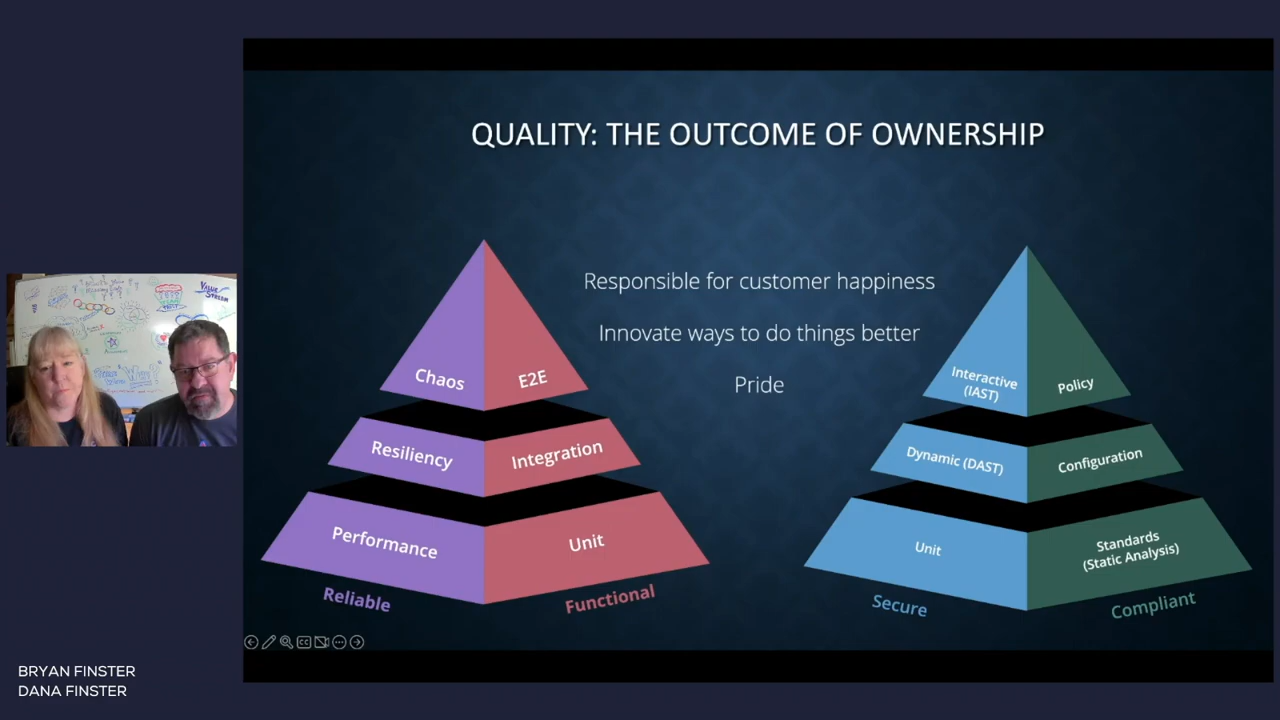 QUALITY: THE OUTCOME OF OWNERSHIP
Responsible for customer happiness
Innovate ways to do things better
Pride
Chaos
E2E
Resiliency
Integration
Performance
Unit
Reliable
Functional
Interactive
(IAST)
Policy
Dynamic (DAST)
Configuration
Unit
Standards
(Static Analysis)
Secure
Compliant
VALUE
STREAM
BRYAN FINSTER
DANA FINSTER